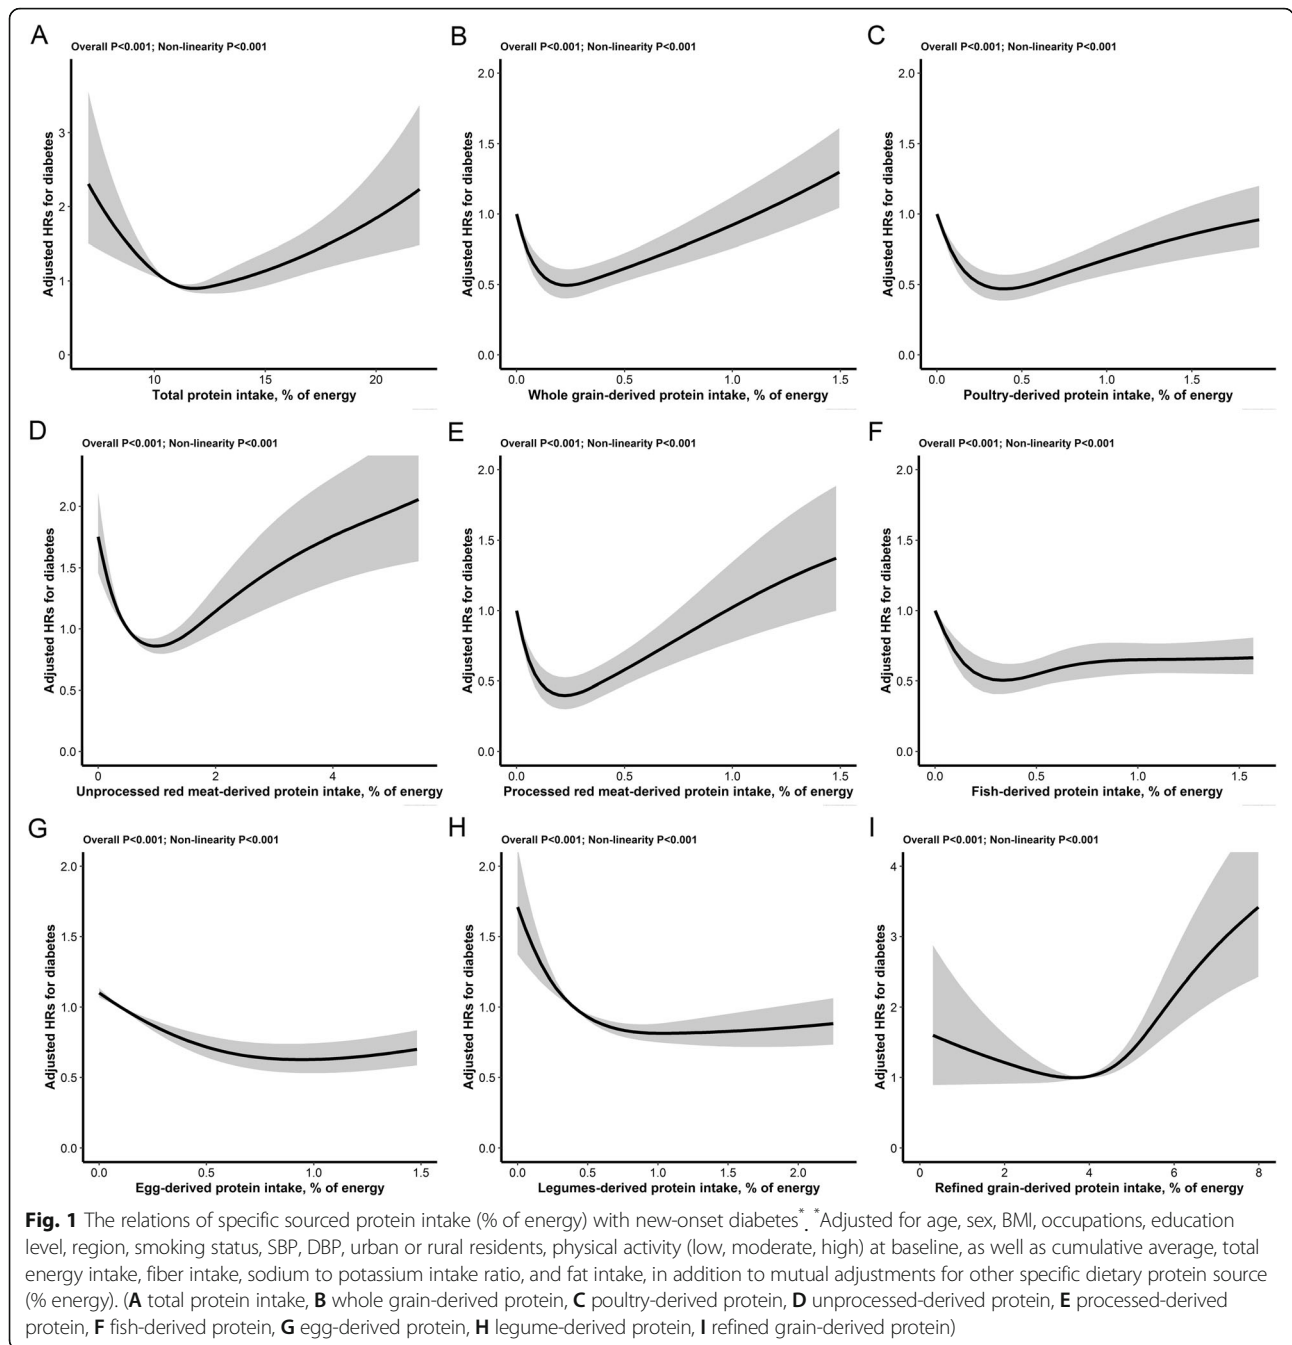 A
Overall P<0.001; Non-linearity P<0.001
Adjusted HRs for diabetes
3
2
1
0
10 15 20
Total protein intake, % of energy
B
Overall P<0.001; Non-linearity P<0.001
Adjusted HRs for diabetes
2.0
1.5
1.0
0.5
0.0
0.0 0.5 1.0 1.5
Whole grain-derived protein intake, % of energy
C
Overall P<0.001; Non-linearity P<0.001
Adjusted HRs for diabetes
2.0
1.5
1.0
0.5
0.0
0.0 0.5 1.0 1.5
Poultry-derived protein intake, % of energy
D
Overall P<0.001; Non-linearity P<0.001
Adjusted HRs for diabetes
2.0
1.5
1.0
0.5
0.0
0 2 4
Unprocessed red meat-derived protein intake, % of energy
E
Overall P<0.001; Non-linearity P<0.001
Adjusted HRs for diabetes
2.0
1.5
1.0
0.5
0.0
0.0 0.5 1.0 1.5
Processed red meat-derived protein intake, % of energy
F
Overall P<0.001; Non-linearity P<0.001
Adjusted HRs for diabetes
2.0
1.5
1.0
0.5
0.0
0.0 0.5 1.0 1.5
Fish-derived protein intake, % of energy
G
Overall P<0.001; Non-linearity P<0.001
Adjusted HRs for diabetes
2.0
1.5
1.0
0.5
0.0
0.0 0.5 1.0 1.5
Egg-derived protein intake, % of energy
H
Overall P<0.001; Non-linearity P<0.001
Adjusted HRs for diabetes
2.0
1.5
1.0
0.5
0.0
0.0 0.5 1.0 1.5 2.0
Legumes-derived protein intake, % of energy
I
Overall P<0.001; Non-linearity P<0.001
Adjusted HRs for diabetes
4
3
2
1
0
0 2 4 6 8
Refined grain-derived protein intake, % of energy
Fig. 1 The relations of specific sourced protein intake (% of energy) with new-onset diabetes*. *Adjusted for age, sex, BMI, occupations, education
level, region, smoking status, SBP, DBP, urban or rural residents, physical activity (low, moderate, high) at baseline, as well as cumulative average, total
energy intake, fiber intake, sodium to potassium intake ratio, and fat intake, in addition to mutual adjustments for other specific dietary protein source
(% energy). (A total protein intake, B whole grain-derived protein, C poultry-derived protein, D unprocessed-derived protein, E processed-derived
protein, F fish-derived protein, G egg-derived protein, H legume-derived protein, I refined grain-derived protein)